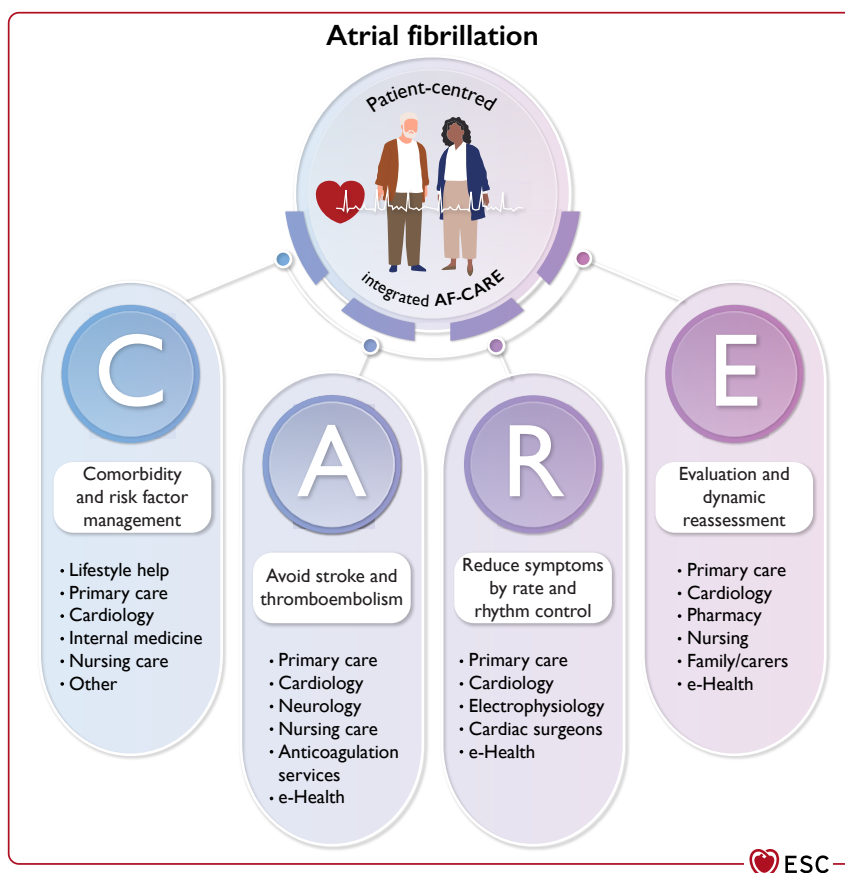 Atrial fibrillation
Patient-centred
integrated AF-CARE
C
Comorbidity
and risk factor
management
• Lifestyle help
• Primary care
• Cardiology
• Internal medicine
• Nursing care
• Other
A
Avoid stroke and
thromboembolism
• Primary care
• Cardiology
• Neurology
• Nursing care
• Anticoagulation
services
• e-Health
R
Reduce symptoms
by rate and
rhythm control
• Primary care
• Cardiology
• Electrophysiology
• Cardiac surgeons
• e-Health
E
Evaluation and
dynamic
reassessment
• Primary care
• Cardiology
• Pharmacy
• Nursing
• Family/carers
• e-Health
ESC